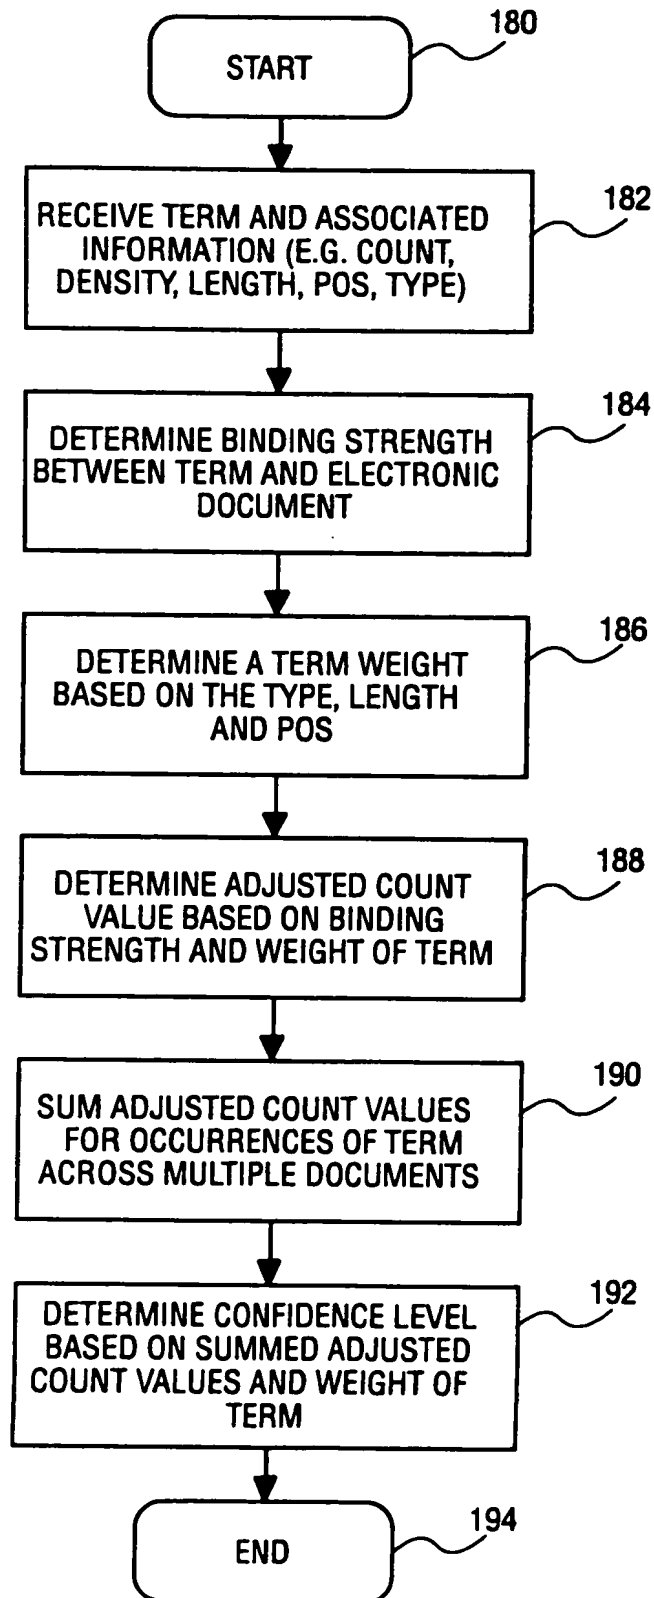 START
180
RECEIVE TERM AND ASSOCIATED
INFORMATION (E.G. COUNT,
DENSITY, LENGTH, POS, TYPE)
182
DETERMINE BINDING STRENGTH
BETWEEN TERM AND ELECTRONIC
DOCUMENT
184
DETERMINE A TERM WEIGHT
BASED ON THE TYPE, LENGTH
AND POS
186
DETERMINE ADJUSTED COUNT
VALUE BASED ON BINDING
STRENGTH AND WEIGHT OF TERM
188
SUM ADJUSTED COUNT VALUES
FOR OCCURRENCES OF TERM
ACROSS MULTIPLE DOCUMENTS
190
DETERMINE CONFIDENCE LEVEL
BASED ON SUMMED ADJUSTED
COUNT VALUES AND WEIGHT OF
TERM
192
END
194